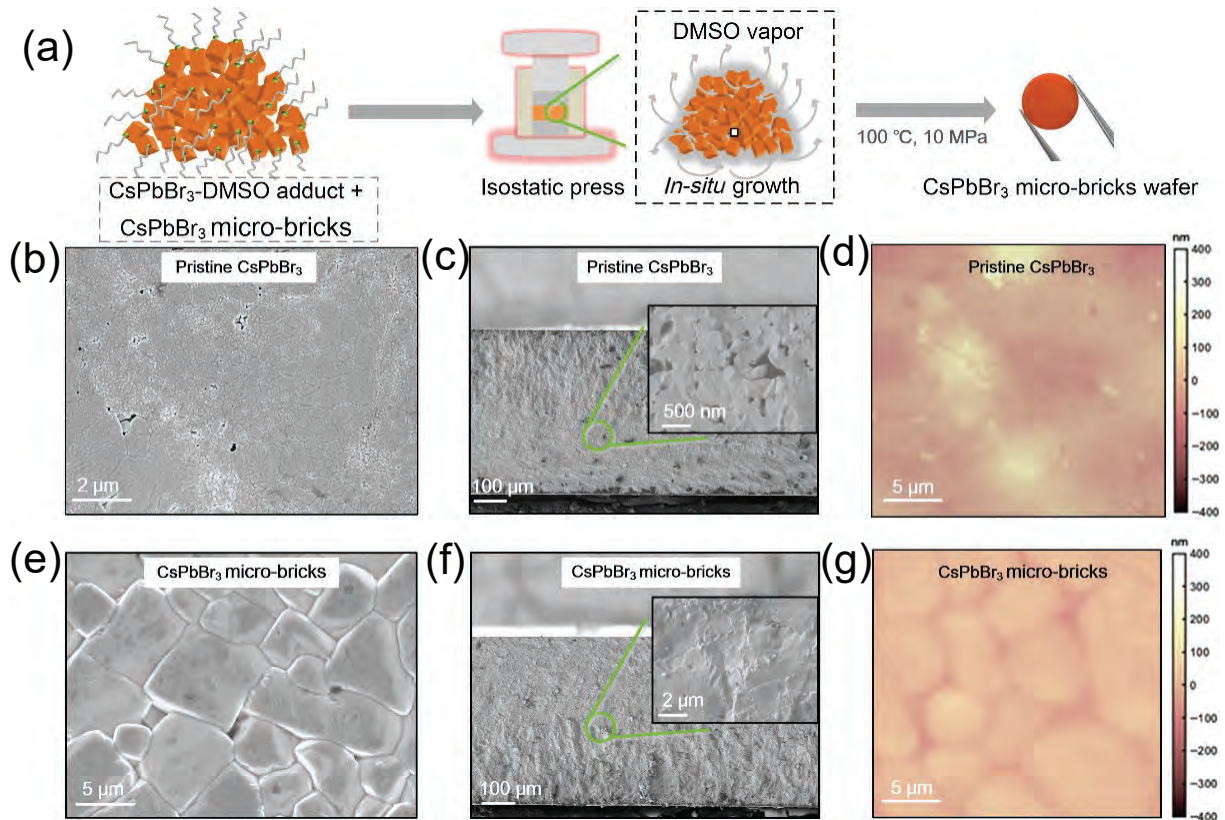 (a)
CsPbBr₃-DMSO adduct +
CsPbBr₃ micro-bricks
Isostatic press
DMSO vapor
In-situ growth
100 ℃, 10 MPa
CsPbBr₃ micro-bricks wafer
(b)
Pristine CsPbBr₃
2 μm
(c)
Pristine CsPbBr₃
500 nm
100 μm
(d)
Pristine CsPbBr₃
5 μm
nm
400
300
200
100
0
−100
−200
−300
−400
(e)
CsPbBr₃ micro-bricks
5 μm
(f)
CsPbBr₃ micro-bricks
2 μm
100 μm
(g)
CsPbBr₃ micro-bricks
5 μm
nm
400
300
200
100
0
−100
−200
−300
−400